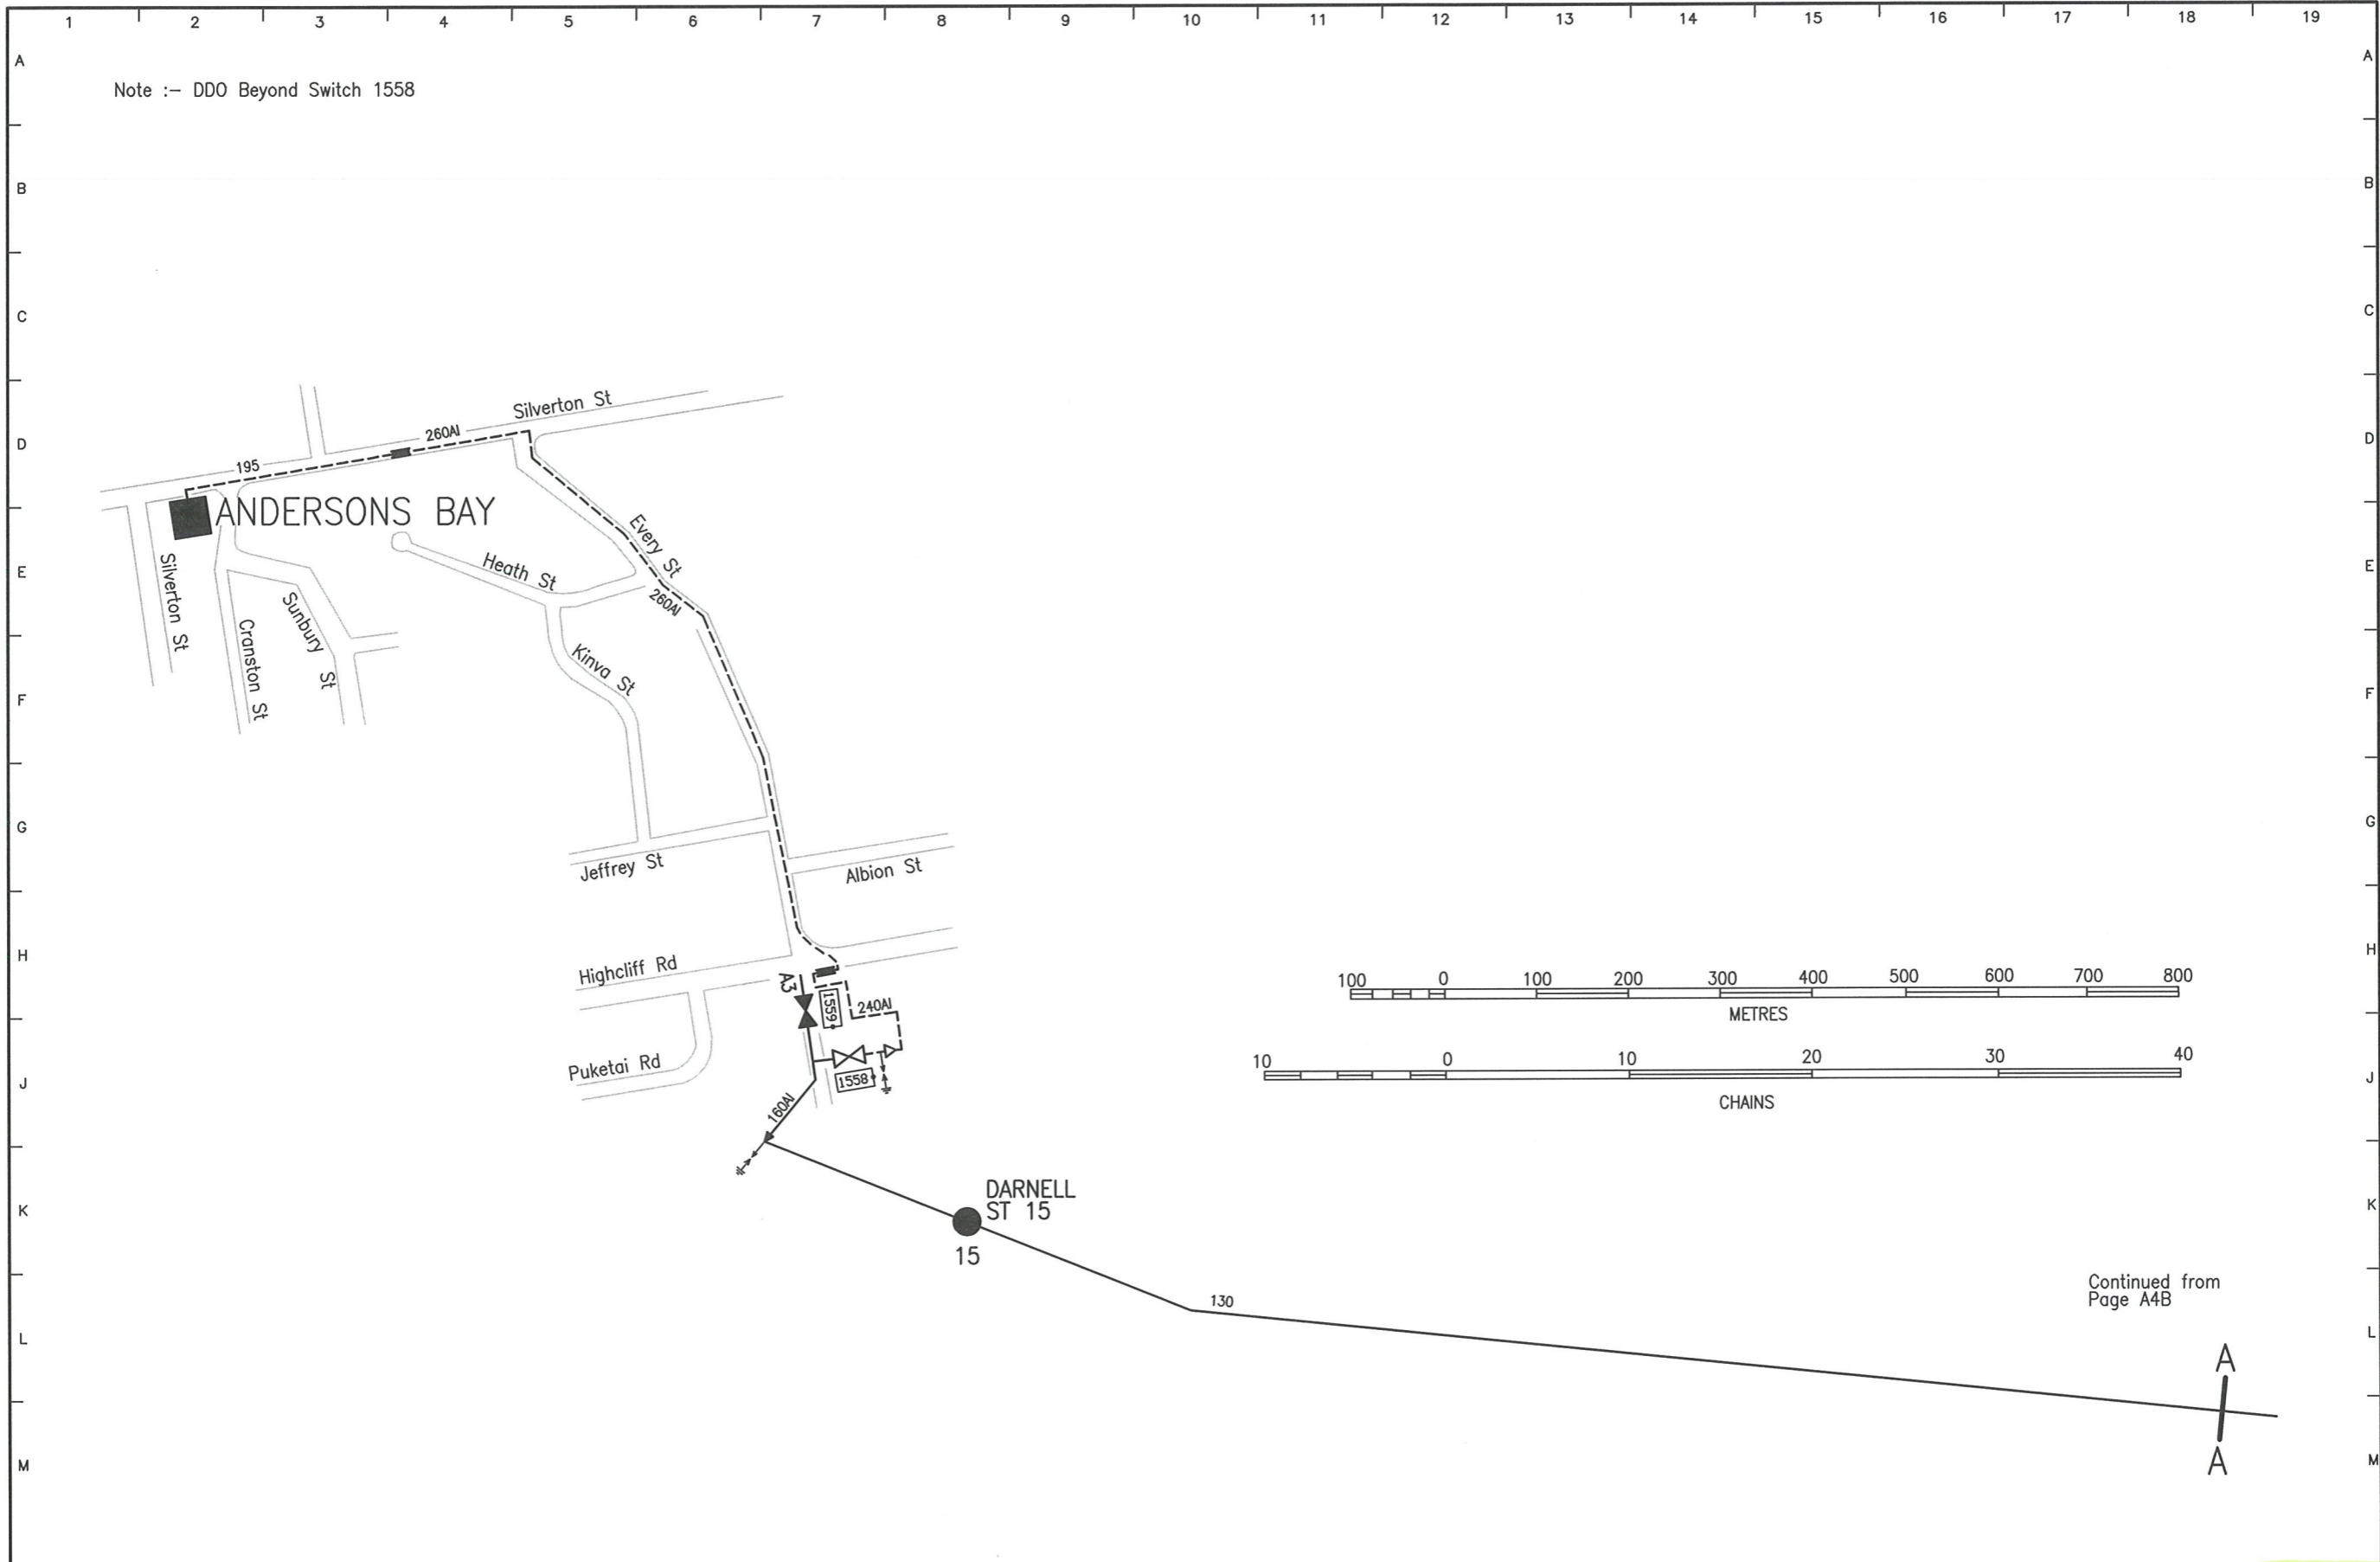 1 2 3 4 5 6 7 8 9 10 11 12 13 14 15 16 17 18 19
A A
Note :- DDO Beyond Switch 1558
B B
C C
Silverton St
D 260Al D
195
ANDERSONS BAY
Every St
E Silverton St Heath St E
Sunbury St
260Al
Cranston St
Kinva St
F F
G G
Jeffrey St
Albion St
H H
Highcliff Rd
A3
1559
240Al
100 0 100 200 300 400 500 600 700 800
METRES
Puketai Rd
J J
1558
10 0 10 20 30 40
CHAINS
160Al
DARNELL
ST 15
K K
15
Continued from
Page A4B
130
L L
A
A
M M